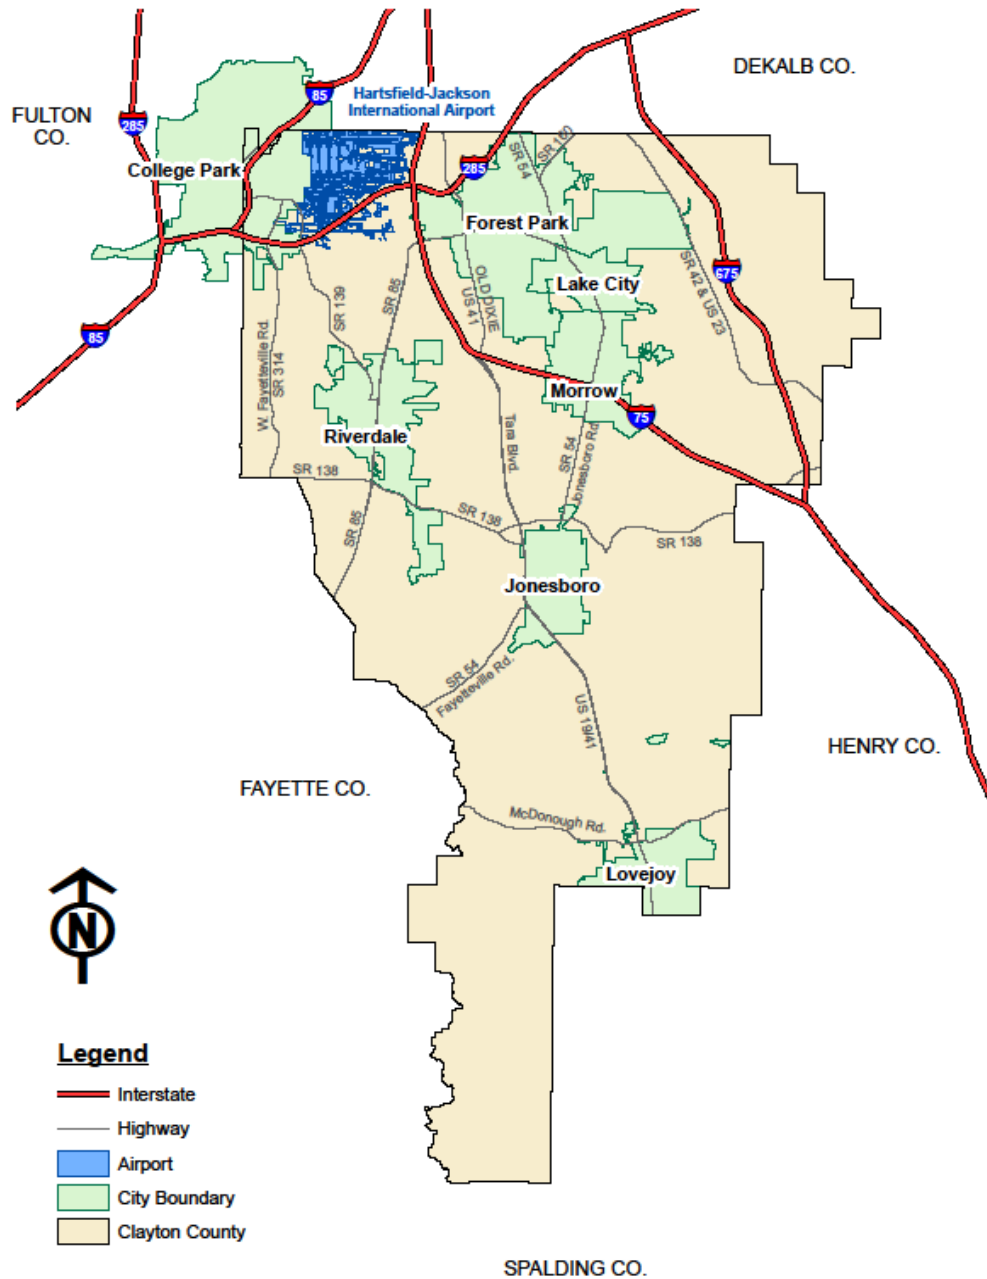 DEKALB CO.
FULTON
CO.
85
Hartsfield-Jackson
International Airport
285
SR 54
SR 160
285
College Park
Forest Park
SR 42 & US 23
675
Lake City
OLD DIXIE
US 41
SR 85
SR 139
85
W. Fayetteville Rd.
SR 314
Morrow
75
Tara Blvd.
SR 54
Jonesboro Rd.
Riverdale
SR 138
SR 138
SR 85
SR 138
Jonesboro
SR 54
Fayetteville Rd.
US 19/41
HENRY CO.
FAYETTE CO.
McDonough Rd.
Lovejoy
N
Legend
Interstate
Highway
Airport
City Boundary
Clayton County
SPALDING CO.